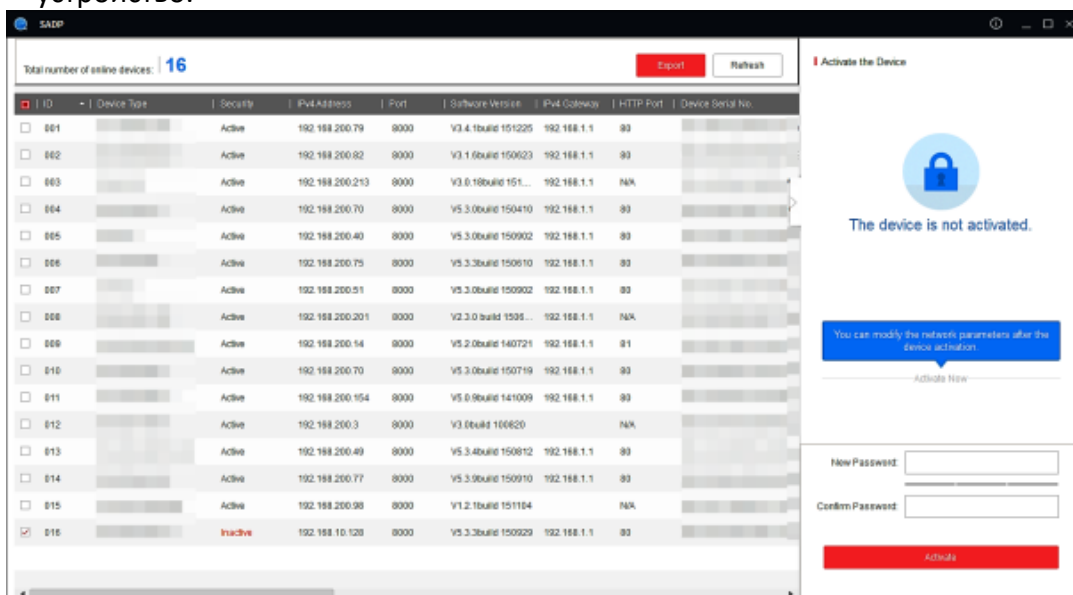 устройство.
SADP
Total number of online devices: 16 Export Refresh
Activate the Device
ID Device Type Security IPv4 Address Port Software Version IPv4 Gateway HTTP Port Device Serial No.
001 Active 192.168.200.79 8000 V3.4.1build 151225 192.168.1.1 80
002 Active 192.168.200.82 8000 V3.1.6build 150623 192.168.1.1 80
003 Active 192.168.200.213 8000 V3.0.18build 151... 192.168.1.1 N/A
004 Active 192.168.200.70 8000 V5.3.0build 150410 192.168.1.1 80
005 Active 192.168.200.40 8000 V5.3.0build 150902 192.168.1.1 80
006 Active 192.168.200.75 8000 V5.3.3build 150610 192.168.1.1 80
007 Active 192.168.200.51 8000 V5.3.0build 150902 192.168.1.1 80
008 Active 192.168.200.201 8000 V2.3.0 build 1506... 192.168.1.1 N/A
009 Active 192.168.200.14 8000 V5.2.0build 140721 192.168.1.1 81
010 Active 192.168.200.70 8000 V5.3.0build 150719 192.168.1.1 80
011 Active 192.168.200.154 8000 V5.0.9build 141009 192.168.1.1 80
012 Active 192.168.200.3 8000 V3.0build 100620 N/A
013 Active 192.168.200.49 8000 V5.3.4build 150812 192.168.1.1 80
014 Active 192.168.200.77 8000 V5.3.9build 150910 192.168.1.1 80
015 Active 192.168.200.98 8000 V1.2.1build 151104 N/A
016 Inactive 192.168.10.128 8000 V5.3.3build 150929 192.168.1.1 80
The device is not activated.
You can modify the network parameters after the
device activation.
Activate Now
New Password:
Confirm Password:
Activate